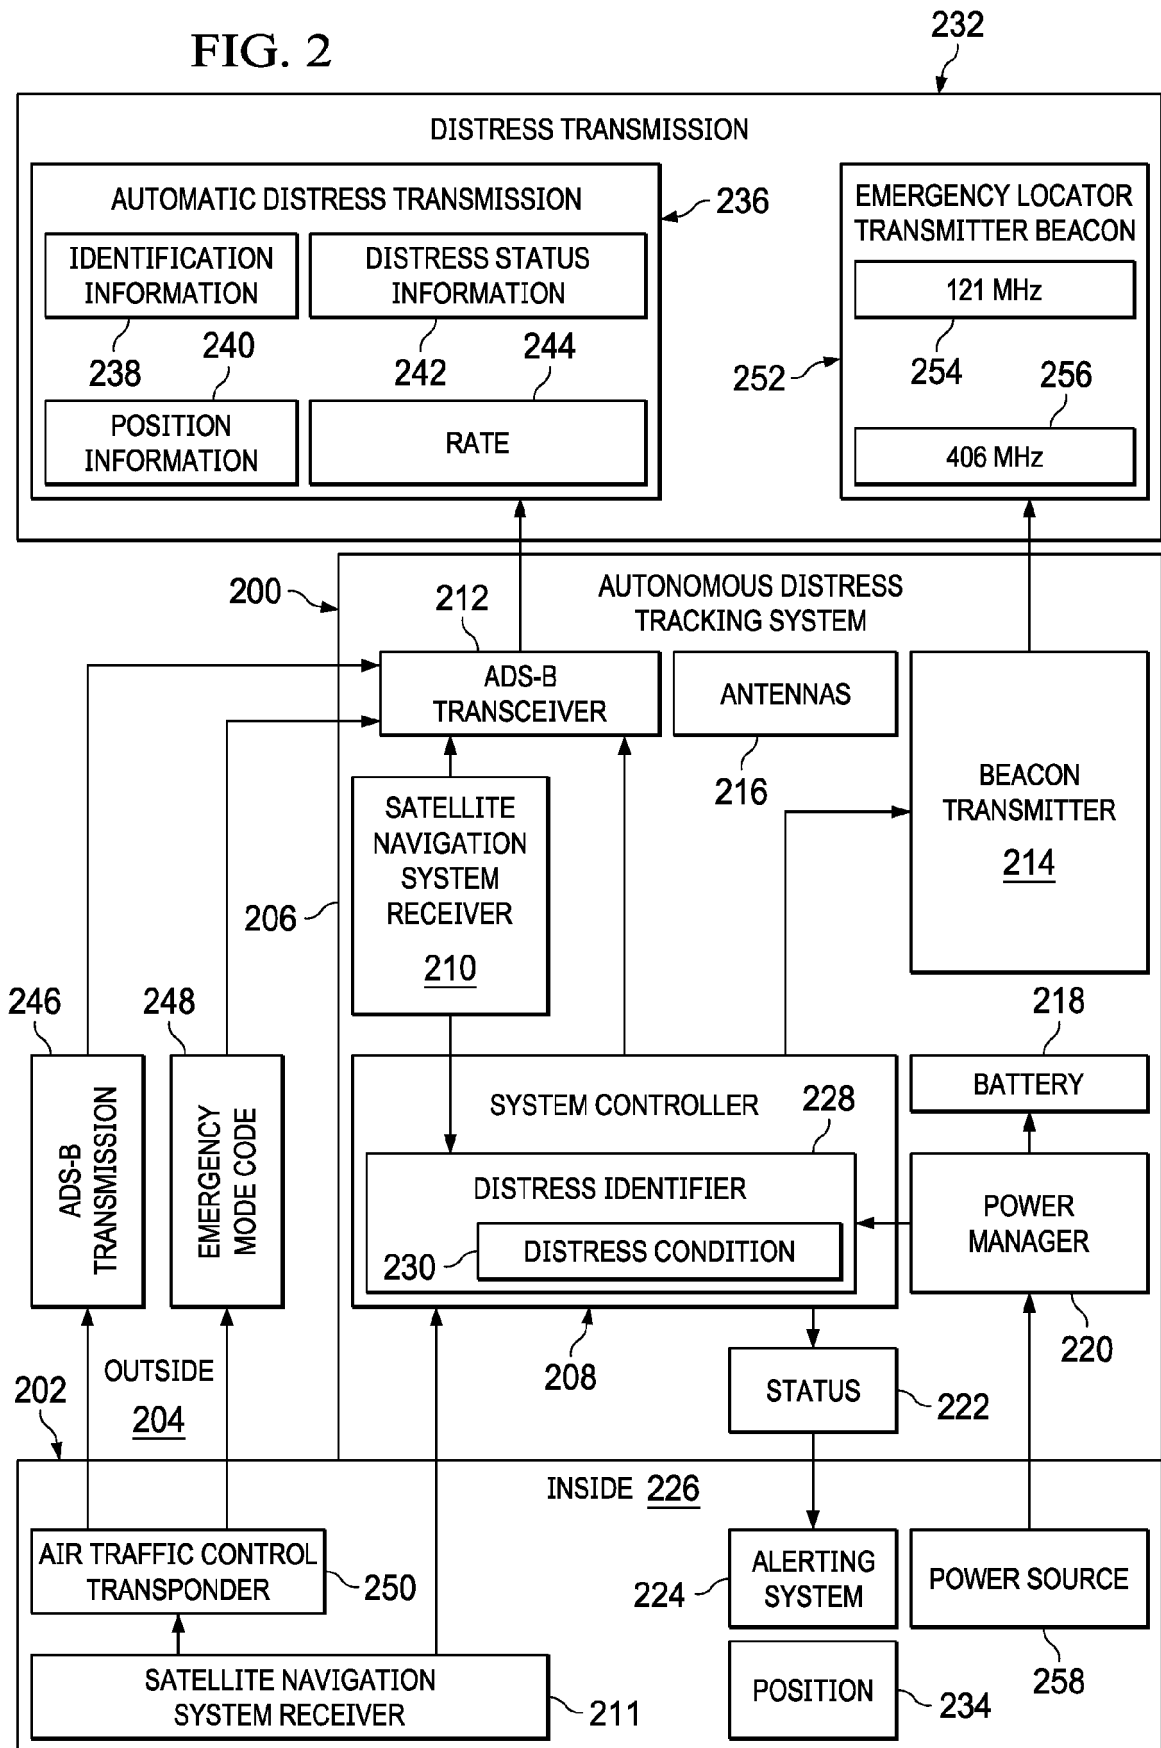 FIG. 2
232
DISTRESS TRANSMISSION
AUTOMATIC DISTRESS TRANSMISSION
236
IDENTIFICATION
INFORMATION
DISTRESS STATUS
INFORMATION
238
240
242
244
POSITION
INFORMATION
RATE
EMERGENCY LOCATOR
TRANSMITTER BEACON
121 MHz
252
254
256
406 MHz
200
212
AUTONOMOUS DISTRESS
TRACKING SYSTEM
ADS-B
TRANSCEIVER
ANTENNAS
216
BEACON
TRANSMITTER
214
SATELLITE
NAVIGATION
SYSTEM
RECEIVER
210
206
246
248
218
ADS-B
TRANSMISSION
EMERGENCY
MODE CODE
SYSTEM CONTROLLER
228
BATTERY
DISTRESS IDENTIFIER
230
DISTRESS CONDITION
POWER
MANAGER
220
208
OUTSIDE
204
202
STATUS
222
INSIDE 226
AIR TRAFFIC CONTROL
TRANSPONDER
250
224
ALERTING
SYSTEM
POWER SOURCE
258
SATELLITE NAVIGATION
SYSTEM RECEIVER
211
POSITION
234